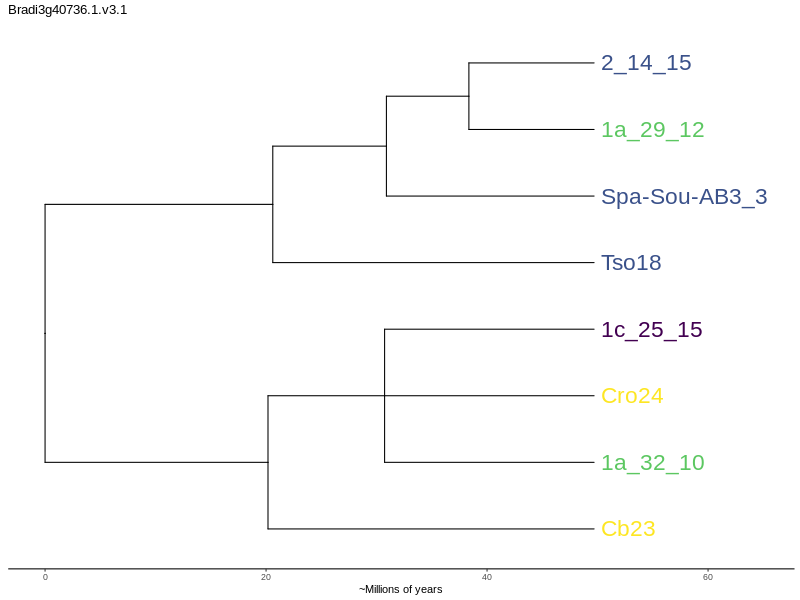 Bradi3g40736.1.v3.1
2_14_15
1a_29_12
Spa-Sou-AB3_3
Tso18
1c_25_15
Cro24
1a_32_10
Cb23
0 20 40 60
~Millions of years